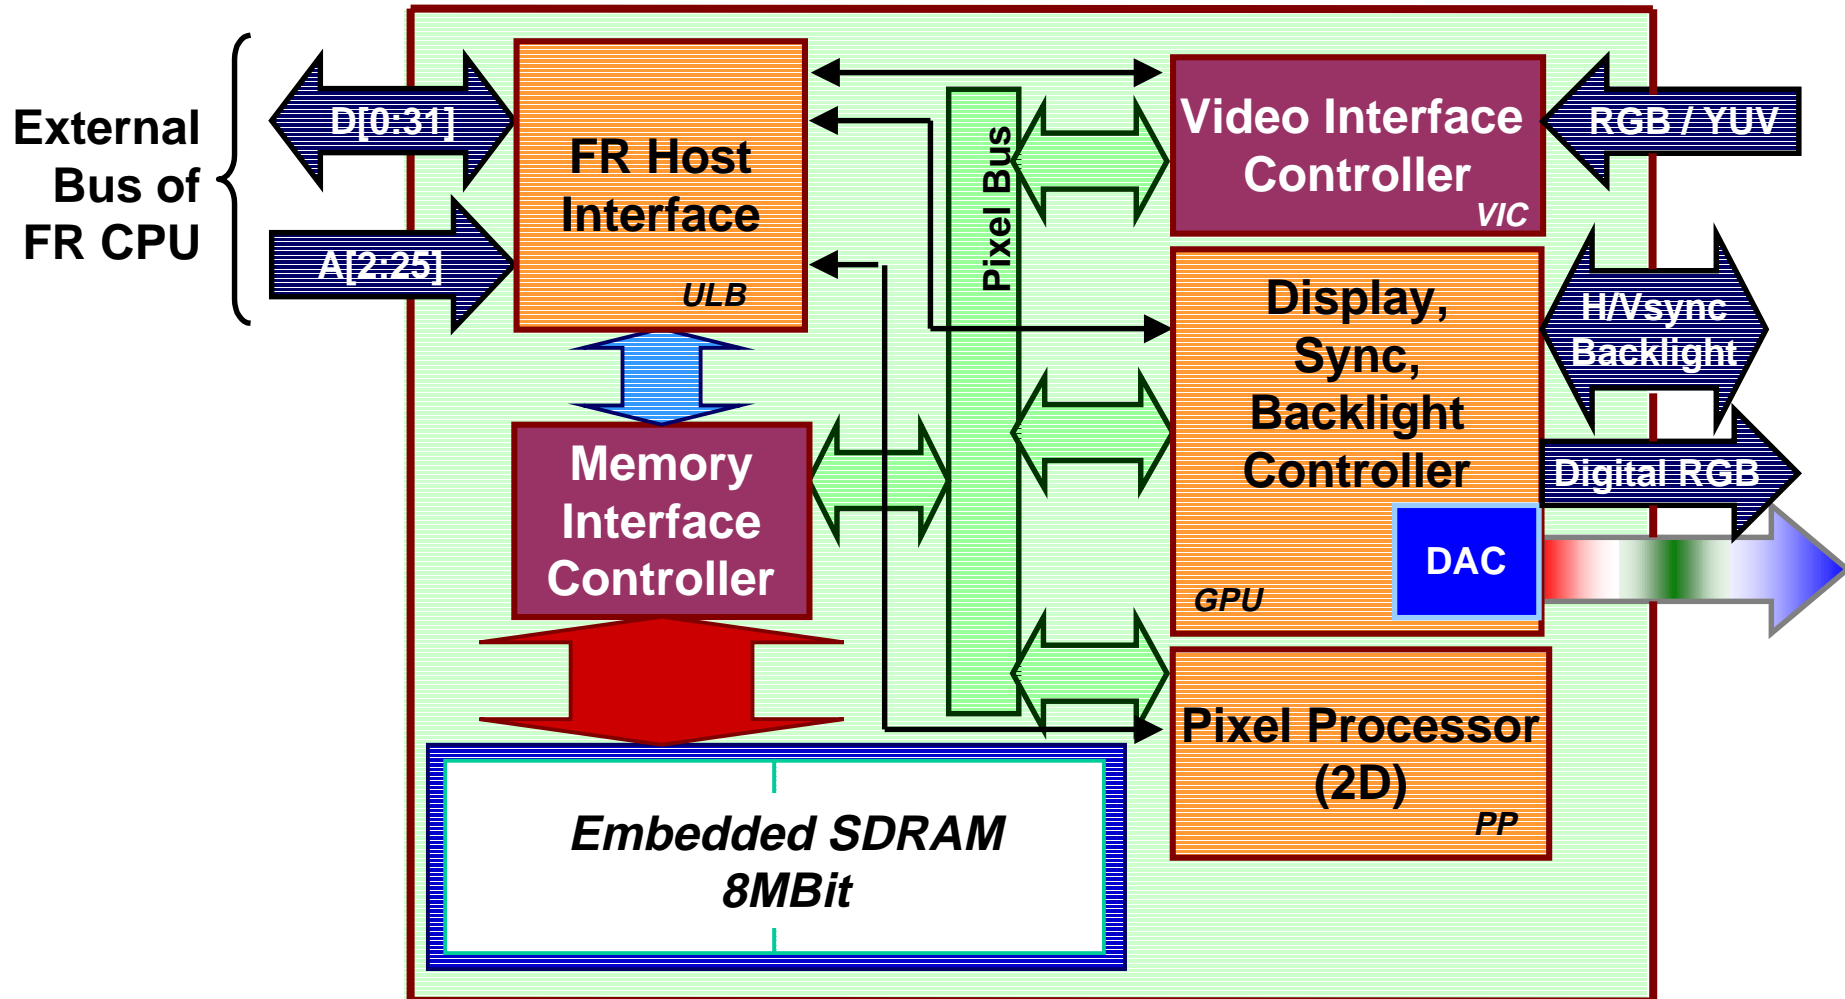 External
Bus of
FR CPU
D[0:31]
A[2:25]
FR Host
Interface
ULB
Memory
Interface
Controller
Embedded SDRAM
8MBit
Pixel Bus
Video Interface
Controller
VIC
Display,
Sync,
Backlight
Controller
DAC
GPU
Pixel Processor
(2D)
PP
RGB / YUV
H/Vsync
Backlight
Digital RGB